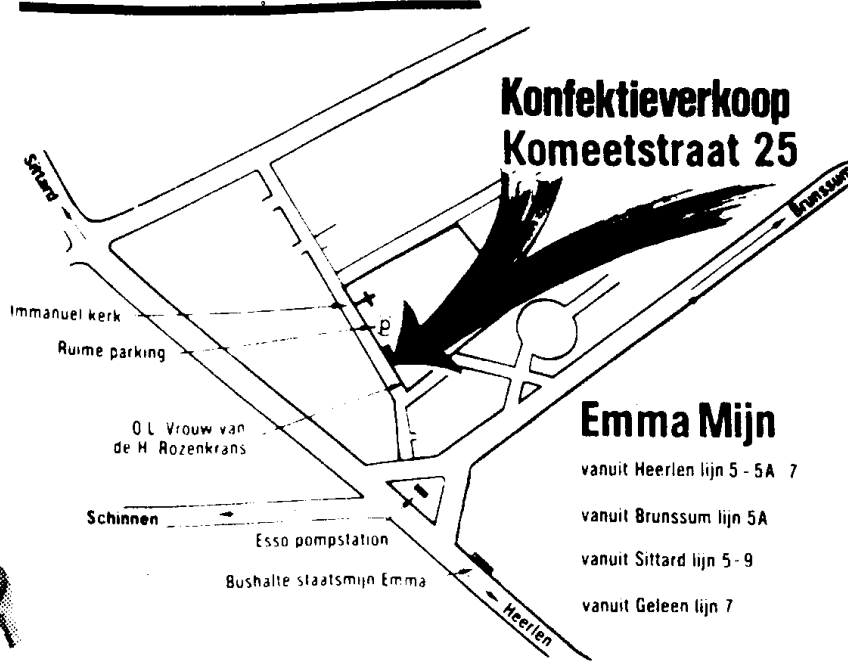 Konfektieverkoop
Komeetstraat 25
Sittard
Brunssum
Immanuel kerk
P
Ruime parking
O L Vrouw van
de H Rozenkrans
Emma Mijn
vanuit Heerlen lijn 5 - 5A 7
vanuit Brunssum lijn 5A
vanuit Sittard lijn 5-9
vanuit Geleen lijn 7
Schinnen
Esso pompstation
Bushalte staatsmijn Emma
Heerlen